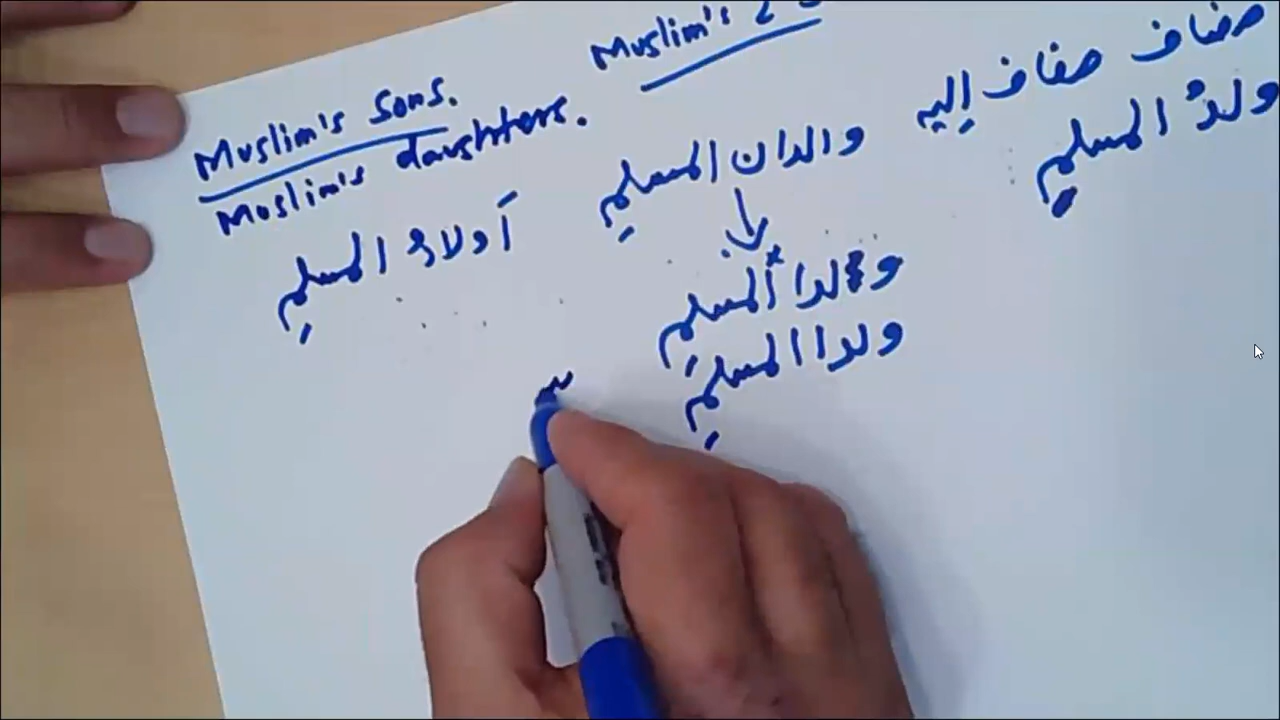 Muslim's sons.
Muslim's daughters.
Muslim's 2
مضاف مضاف إليه
ولدُ المسلمِ
والدان المسلمِ
ولدا المسلمِ
ولدا المسلمِ
أولادُ المسلمِ